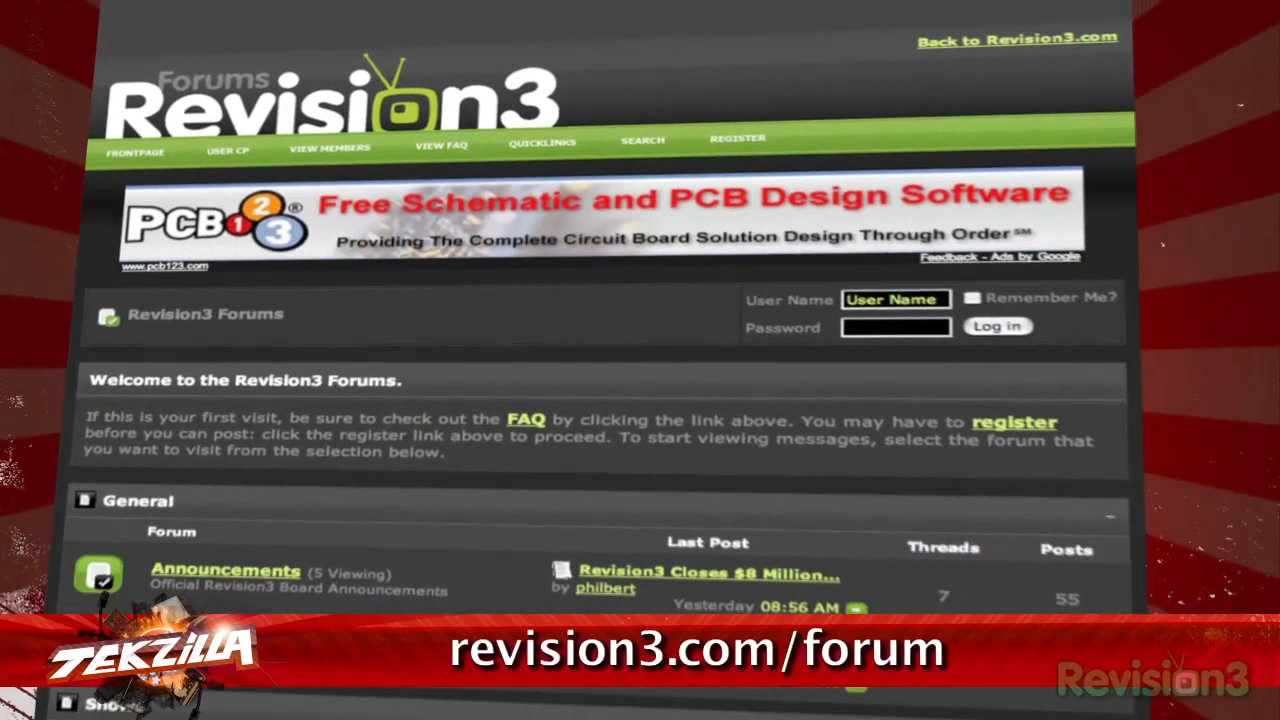 Back to Revision3.com
Forums
Revision3
FRONTPAGE USER CP VIEW MEMBERS VIEW FAQ QUICKLINKS SEARCH REGISTER
PCB123® Free Schematic and PCB Design Software
Providing The Complete Circuit Board Solution Design Through Order SM
www.pcb123.com Feedback - Ads by Google
Revision3 Forums
User Name User Name Remember Me?
Password Log in
Welcome to the Revision3 Forums.
If this is your first visit, be sure to check out the FAQ by clicking the link above. You may have to register
before you can post: click the register link above to proceed. To start viewing messages, select the forum that
you want to visit from the selection below.
General
Forum Last Post Threads Posts
Announcements (5 Viewing) Revision3 Closes $8 Million...
Official Revision3 Board Announcements by philbert 7 55
Yesterday 08:56 AM
TEKZILLA revision3.com/forum
Revision3